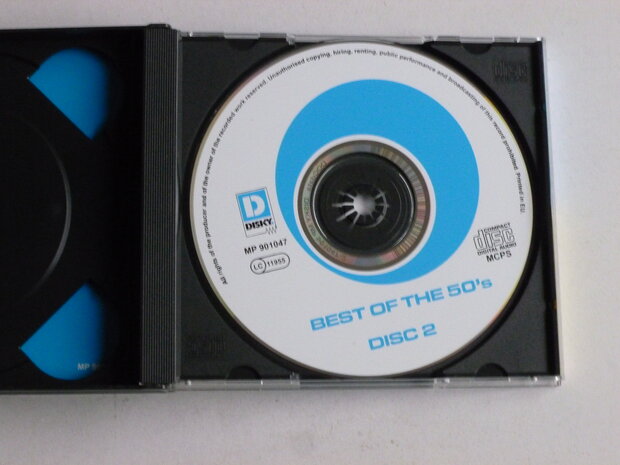 All rights of the producer and of the owner of the recorded work reserved. Unauthorised copying, hiring, renting, public performance and broadcasting of this record prohibited. Printed in EU.
D
DISKY
MP 901047
LC 11955
COMPACT
disc
DIGITAL AUDIO
MCPS
BEST OF THE 50's
DISC 2
MP